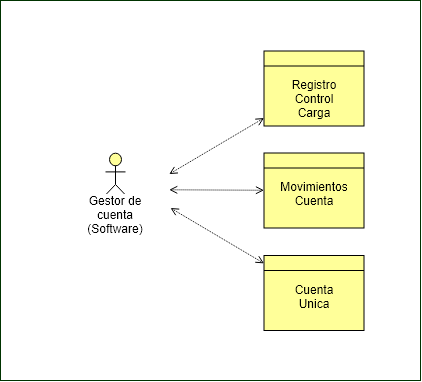 Registro
Control
Carga
Gestor de
cuenta
(Software)
Movimientos
Cuenta
Cuenta
Unica